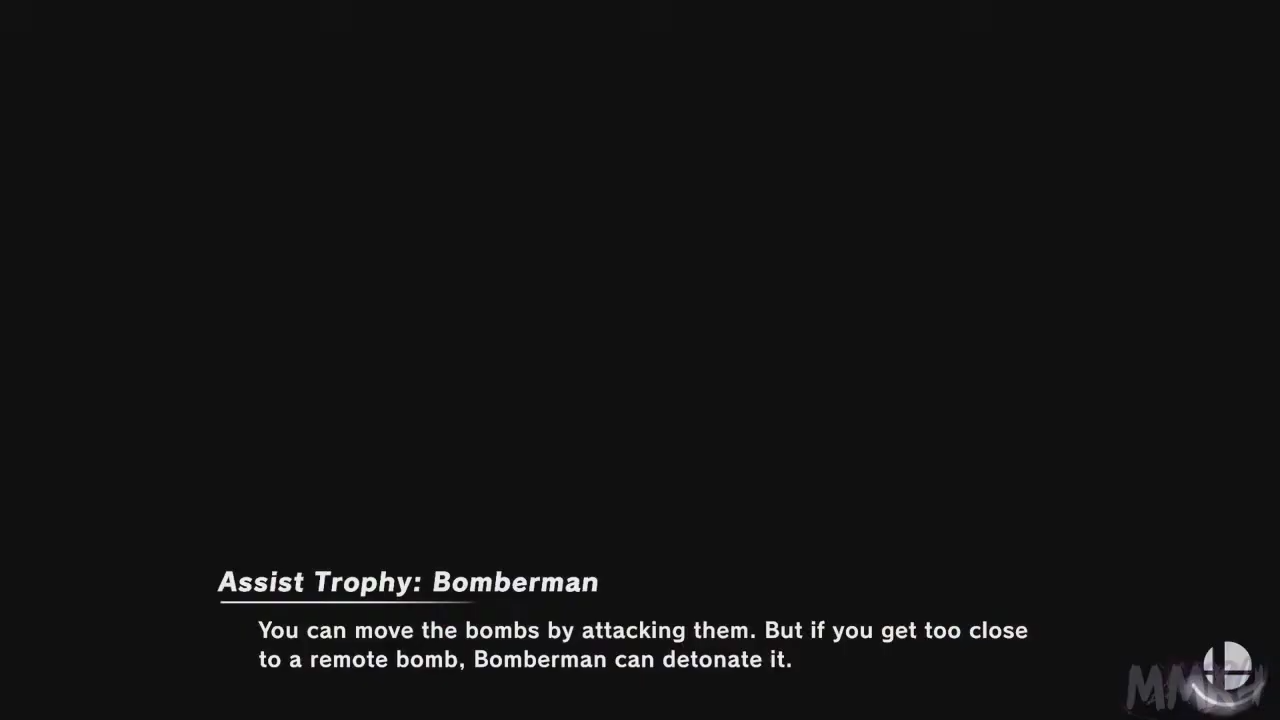 Assist Trophy: Bomberman
You can move the bombs by attacking them. But if you get too close
to a remote bomb, Bomberman can detonate it.